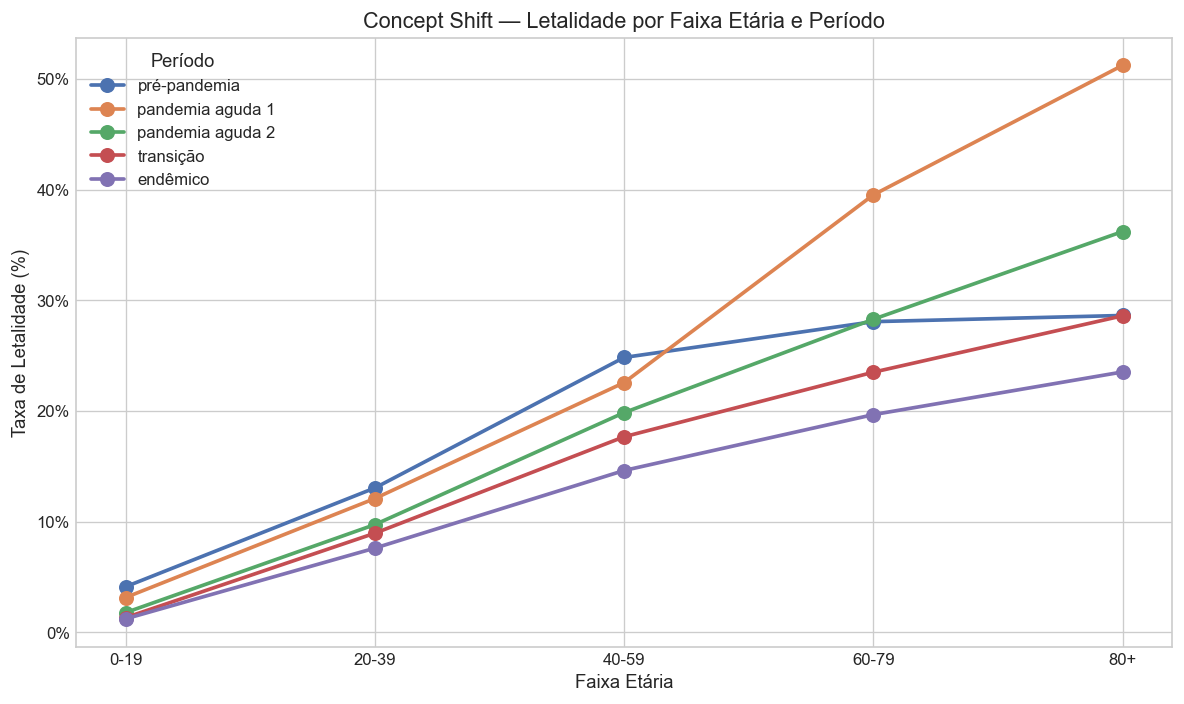 Concept Shift — Letalidade por Faixa Etária e Período
Período
pré-pandemia
pandemia aguda 1
pandemia aguda 2
transição
endêmico
Taxa de Letalidade (%)
50%
40%
30%
20%
10%
0%
0-19
20-39
40-59
60-79
80+
Faixa Etária